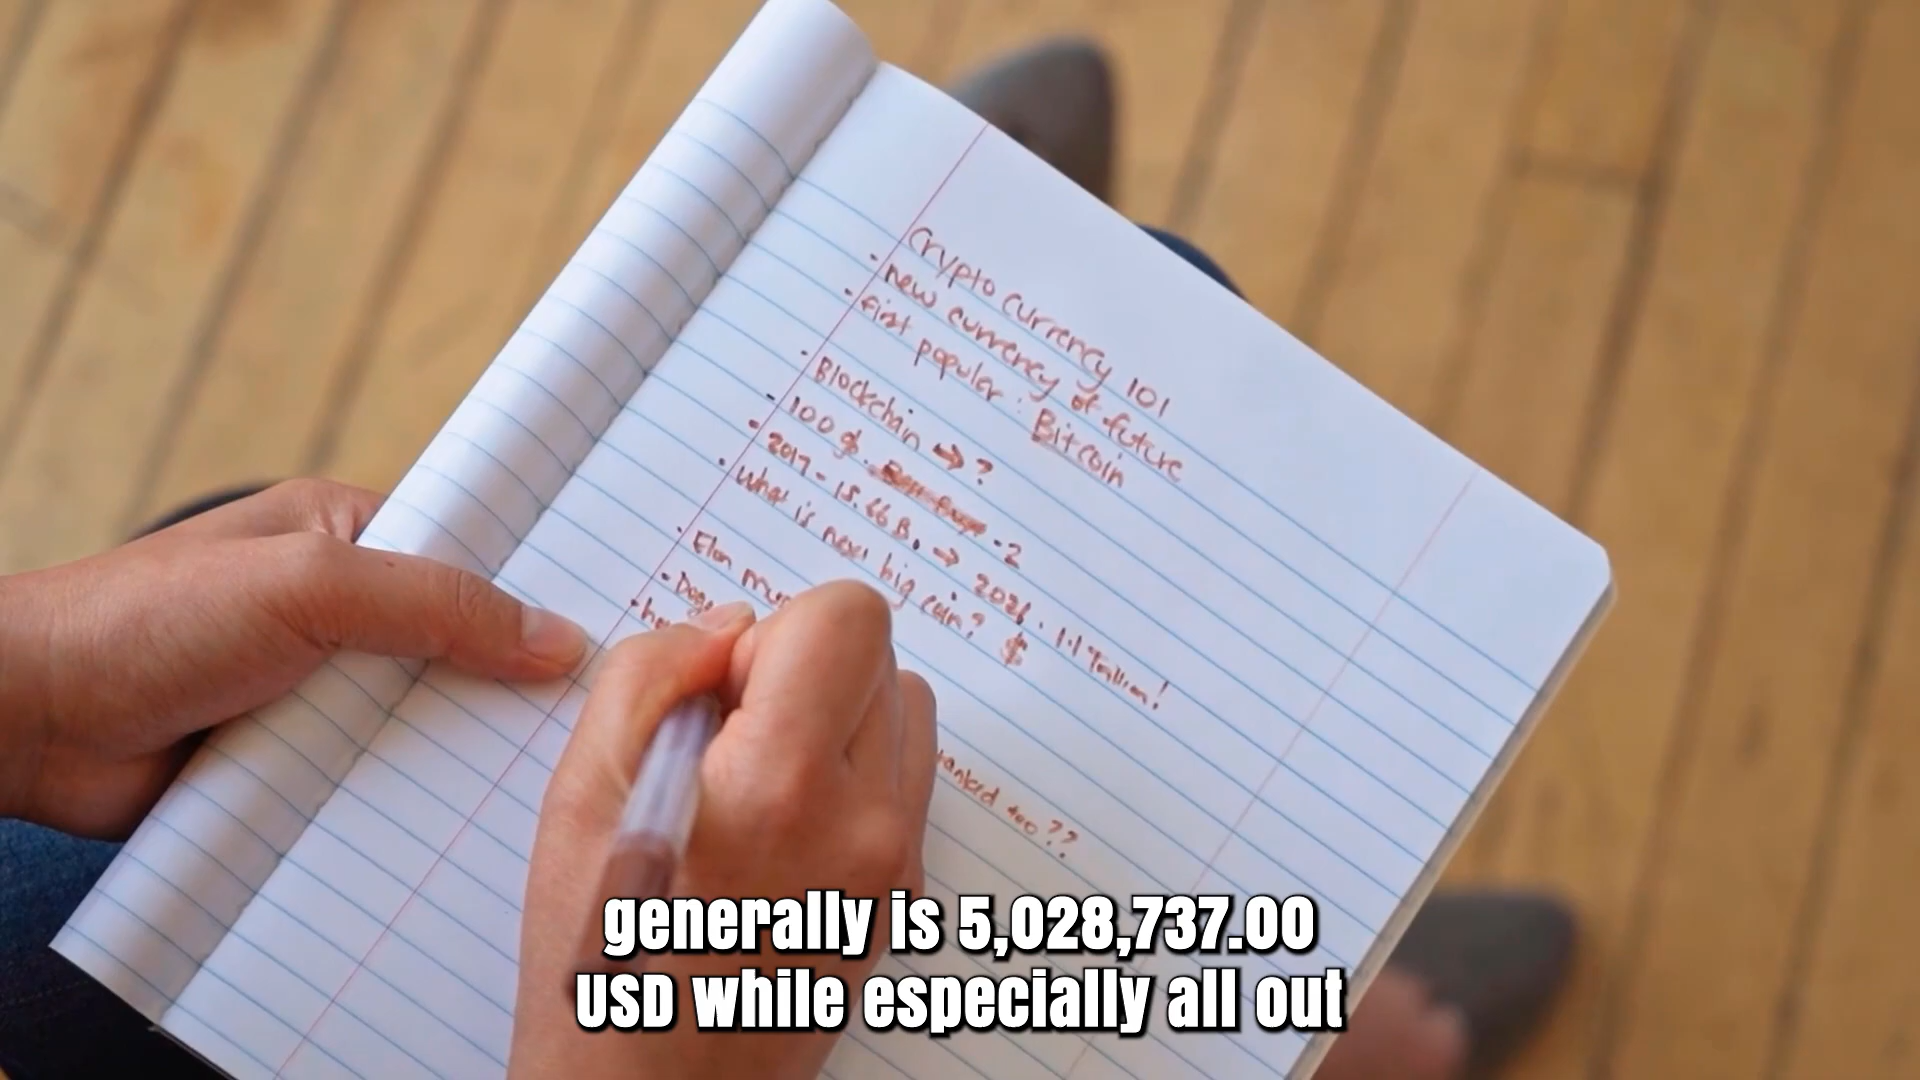 Crypto Currency 101
• new currency of future
• first popular : Bitcoin
• Blockchain → ?
- 100 $ • -2
• 2017 - 15.66 B. → 2021 • 1.1 Trillion!
• What is next big coin? $
• Elon
• Doge
tanked too ??
generally is 5,028,737.00
USD while especially all out